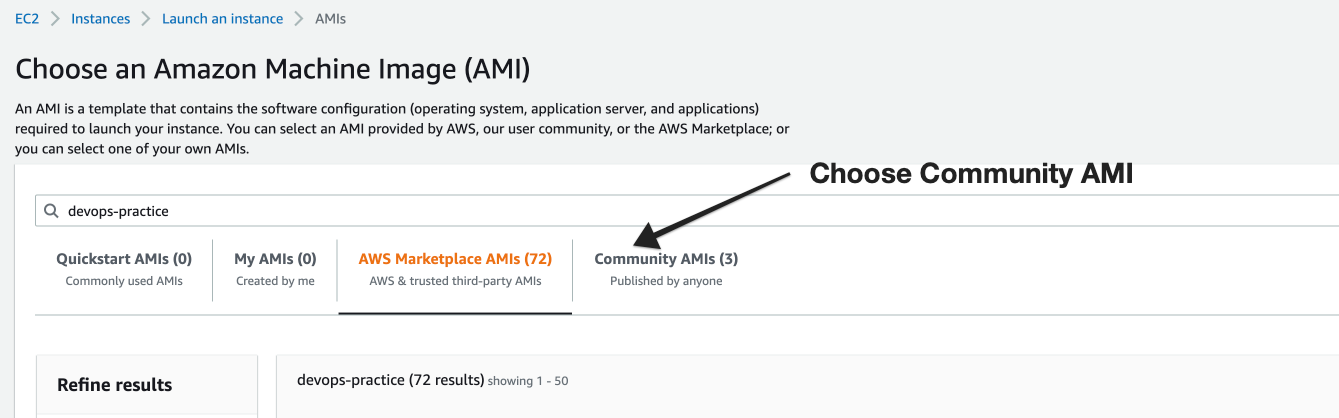 EC2 > Instances > Launch an instance > AMIs
Choose an Amazon Machine Image (AMI)
An AMI is a template that contains the software configuration (operating system, application server, and applications)
required to launch your instance. You can select an AMI provided by AWS, our user community, or the AWS Marketplace; or
you can select one of your own AMIs.
Choose Community AMI
devops-practice
Quickstart AMIs (0)
Commonly used AMIs
My AMIs (0)
Created by me
AWS Marketplace AMIs (72)
AWS & trusted third-party AMIs
Community AMIs (3)
Published by anyone
Refine results
devops-practice (72 results) showing 1 - 50